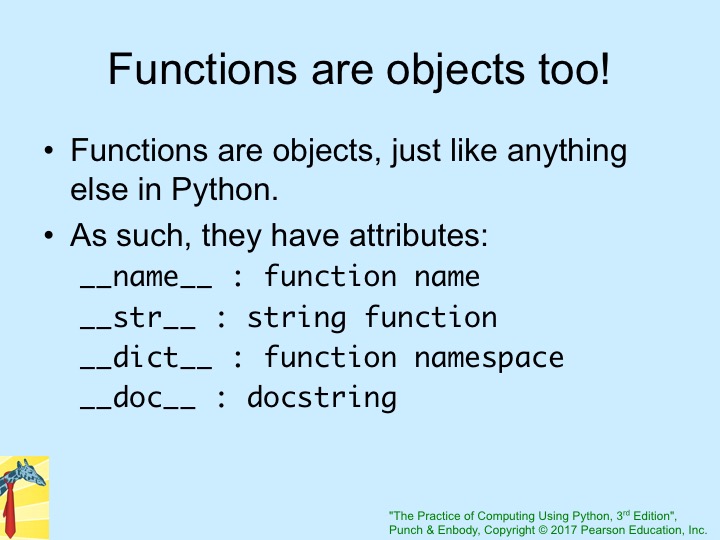 Functions are objects too!
• Functions are objects, just like anything
else in Python.
• As such, they have attributes:
__name__ : function name
__str__ : string function
__dict__ : function namespace
__doc__ : docstring
"The Practice of Computing Using Python, 3rd Edition",
Punch & Enbody, Copyright © 2017 Pearson Education, Inc.